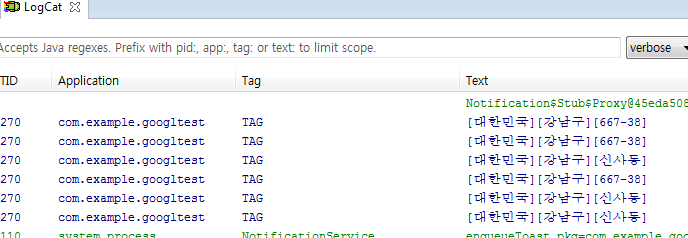 LogCat
Accepts Java regexes. Prefix with pid:, app:, tag: or text: to limit scope.
verbose
TID Application Tag Text
Notification$Stub$Proxy@45eda508
270 com.example.googltest TAG [대한민국][강남구][667-38]
270 com.example.googltest TAG [대한민국][강남구][667-38]
270 com.example.googltest TAG [대한민국][강남구][신사동]
270 com.example.googltest TAG [대한민국][강남구][667-38]
270 com.example.googltest TAG [대한민국][강남구][신사동]
270 com.example.googltest TAG [대한민국][강남구][신사동]
110 system_process NotificationService enqueueToast pkg=com.example.goo